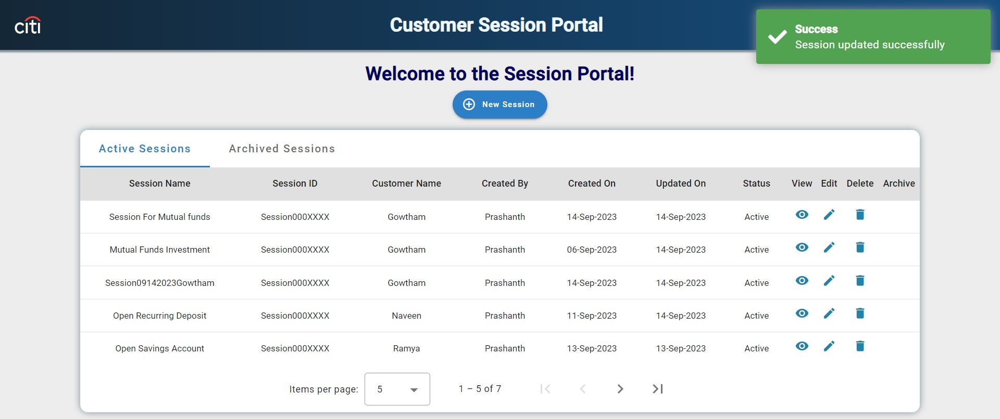 citi
Customer Session Portal
Success
Session updated successfully
Welcome to the Session Portal!
New Session
Active Sessions Archived Sessions
Session Name Session ID Customer Name Created By Created On Updated On Status View Edit Delete Archive
Session For Mutual funds Session000XXXX Gowtham Prashanth 14-Sep-2023 14-Sep-2023 Active
Mutual Funds Investment Session000XXXX Gowtham Prashanth 06-Sep-2023 14-Sep-2023 Active
Session09142023Gowtham Session000XXXX Gowtham Prashanth 14-Sep-2023 14-Sep-2023 Active
Open Recurring Deposit Session000XXXX Naveen Prashanth 11-Sep-2023 14-Sep-2023 Active
Open Savings Account Session000XXXX Ramya Prashanth 13-Sep-2023 13-Sep-2023 Active
Items per page: 5 1 – 5 of 7